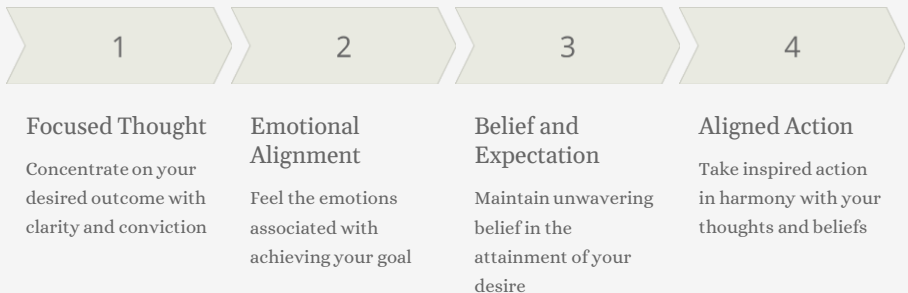 1
2
3
4
Focused Thought
Concentrate on your
desired outcome with
clarity and conviction
Emotional
Alignment
Feel the emotions
associated with
achieving your goal
Belief and
Expectation
Maintain unwavering
belief in the
attainment of your
desire
Aligned Action
Take inspired action
in harmony with your
thoughts and beliefs